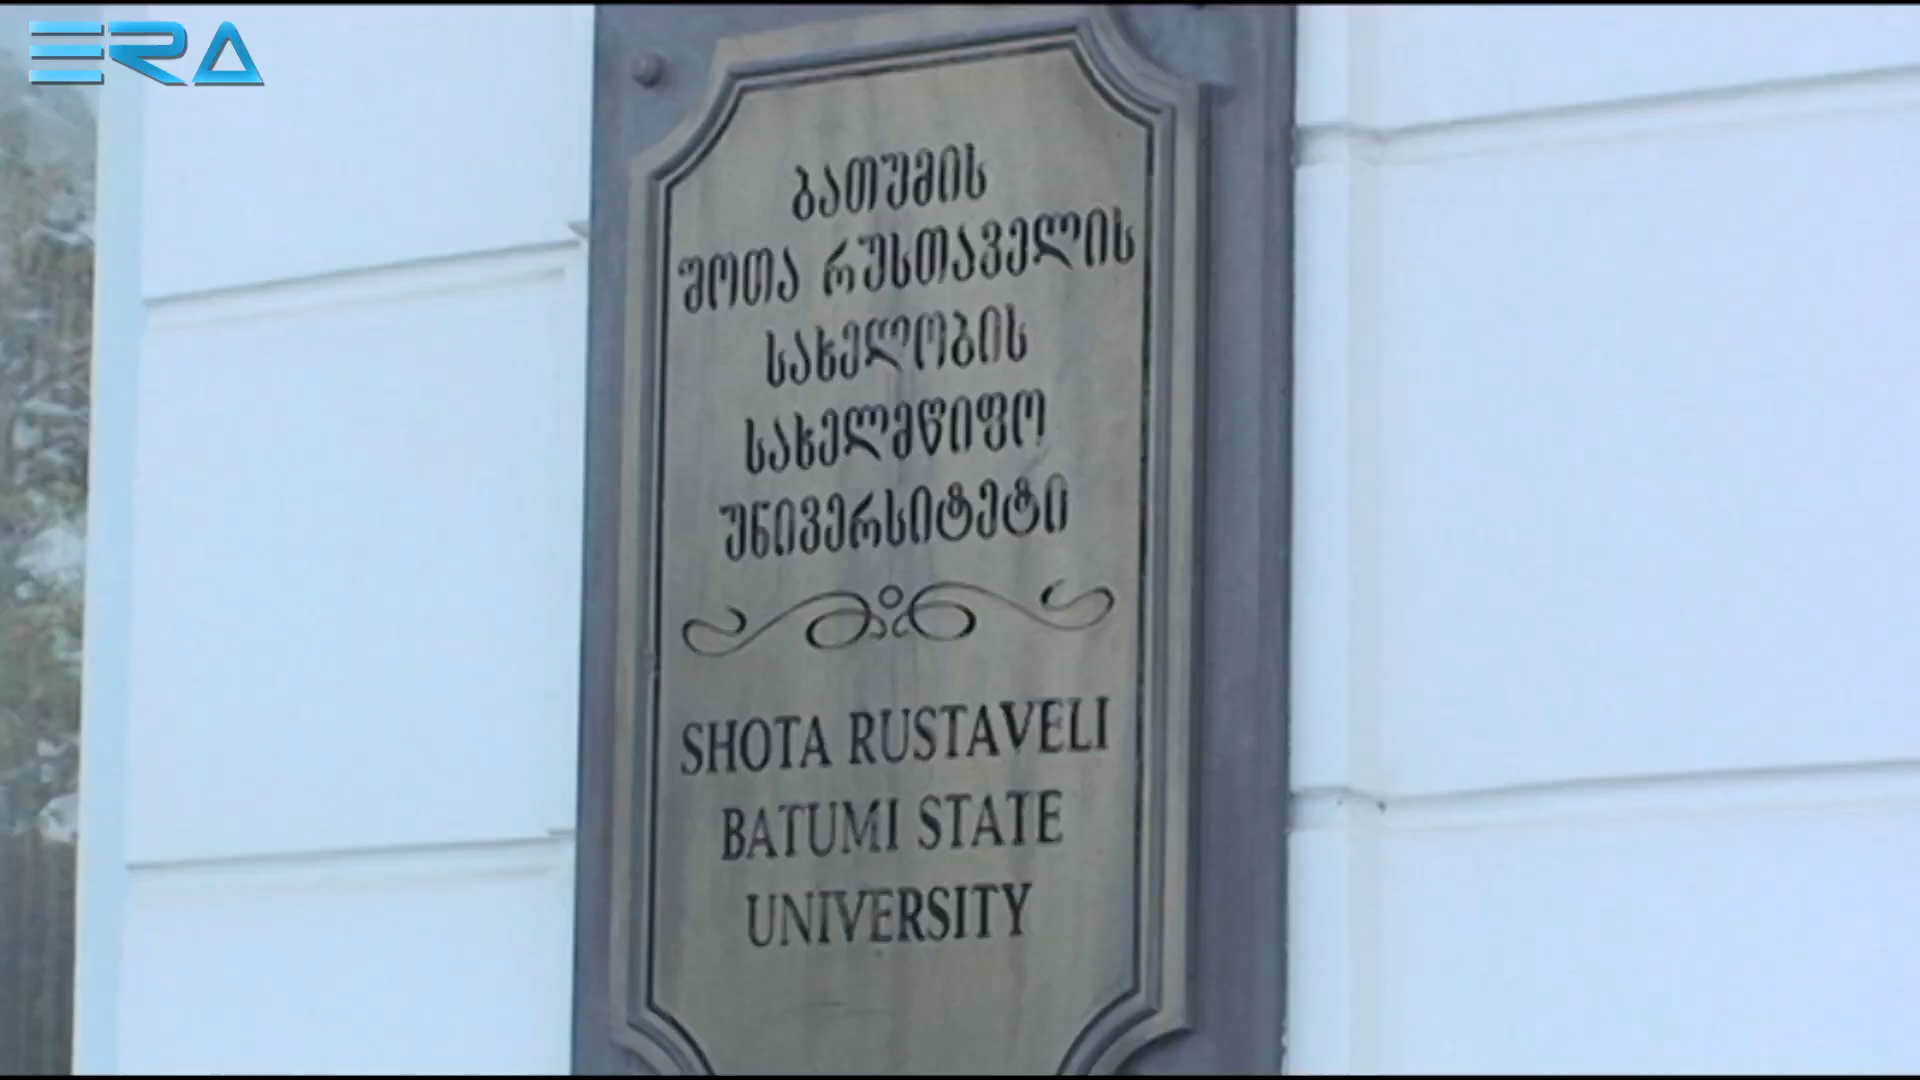 ERA
ბათუმის
შოთა რუსთაველის
სახელობის
სახელმწიფო
უნივერსიტეტი
SHOTA RUSTAVELI
BATUMI STATE
UNIVERSITY